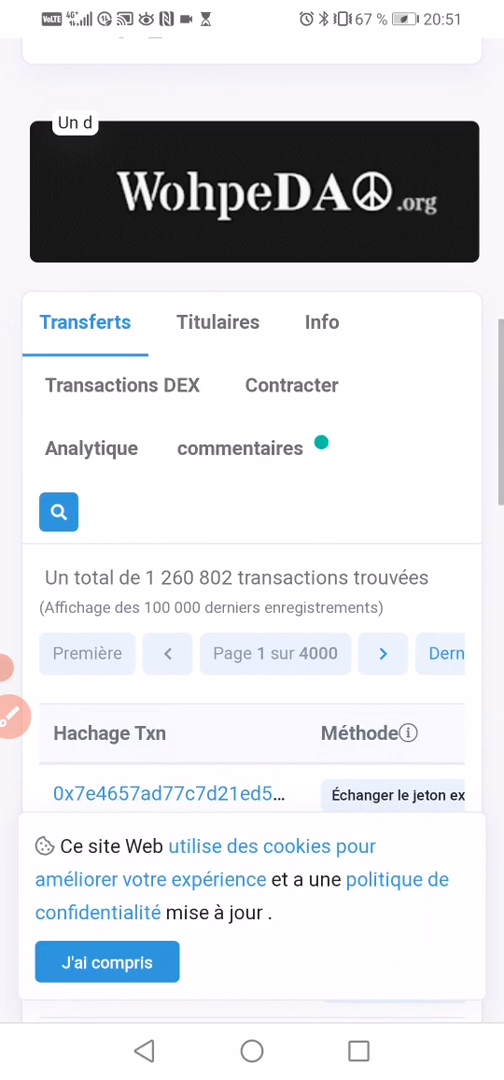 VoLTE 4G+ 67 % 20:51
Un d
WohpeDAO.org
Transferts Titulaires Info
Transactions DEX Contracter
Analytique commentaires
Un total de 1 260 802 transactions trouvées
(Affichage des 100 000 derniers enregistrements)
Première Page 1 sur 4000 Dern
Hachage Txn Méthode
0x7e4657ad77c7d21ed5... Échanger le jeton ex
Ce site Web utilise des cookies pour
améliorer votre expérience et a une politique de
confidentialité mise à jour .
J'ai compris